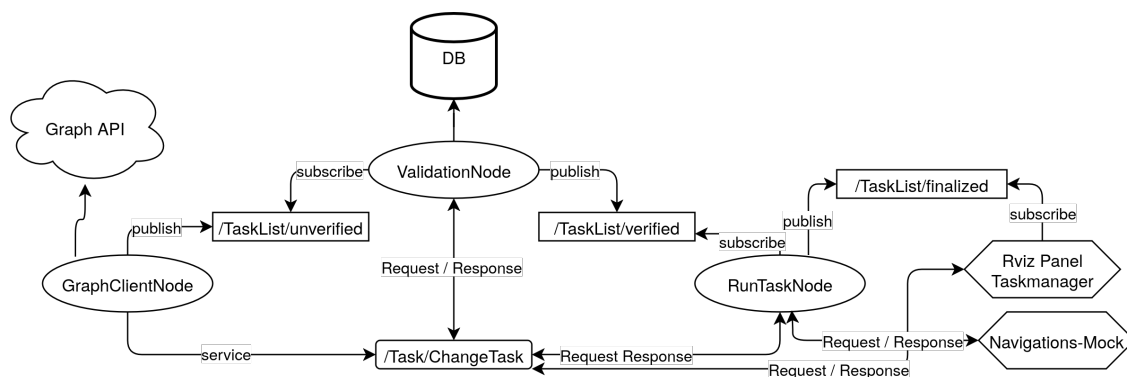 DB
Graph API
subscribe
ValidationNode
publish
/TaskList/finalized
publish
/TaskList/unverified
/TaskList/verified
publish
subscribe
subscribe
Request / Response
GraphClientNode
RunTaskNode
Rviz Panel
Taskmanager
service
/Task/ChangeTask
Request Response
Request / Response
Navigations-Mock
Request / Response